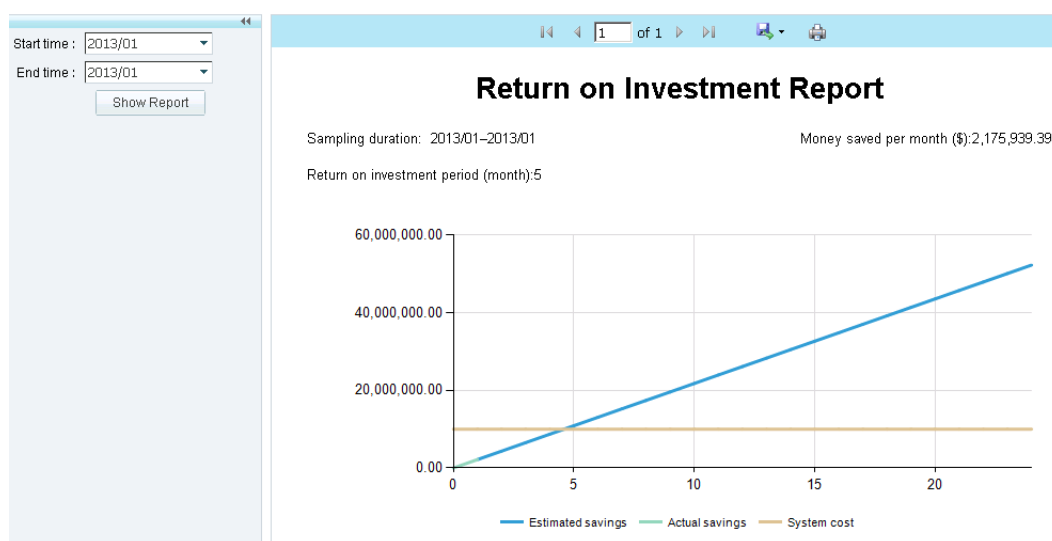 Start time : 2013/01
End time : 2013/01
Show Report
1 of 1
Return on Investment Report
Sampling duration: 2013/01–2013/01 Money saved per month ($):2,175,939.39
Return on investment period (month):5
60,000,000.00
40,000,000.00
20,000,000.00
0.00
0 5 10 15 20
Estimated savings Actual savings System cost